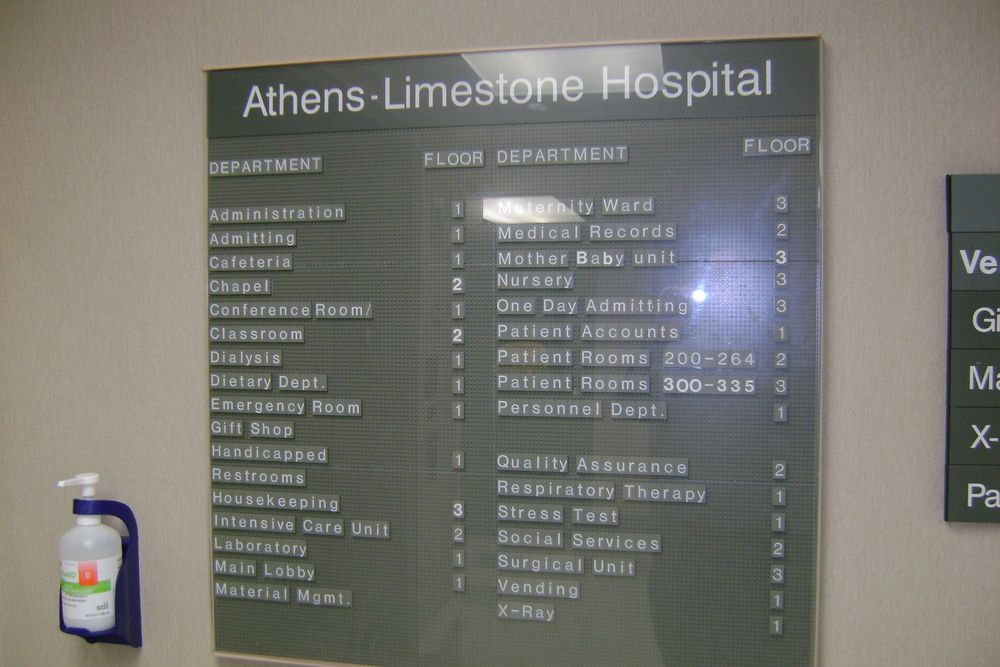 Athens-Limestone Hospital
DEPARTMENT FLOOR
Administration 1
Admitting 1
Cafeteria 1
Chapel 2
Conference Room/ 1
Classroom 2
Dialysis 1
Dietary Dept. 1
Emergency Room 1
Gift Shop
Handicapped 1
Restrooms
Housekeeping 3
Intensive Care Unit 2
Laboratory 1
Main Lobby 1
Material Mgmt.
DEPARTMENT FLOOR
Maternity Ward 3
Medical Records 2
Mother Baby unit 3
Nursery 3
One Day Admitting 3
Patient Accounts 1
Patient Rooms 200-264 2
Patient Rooms 300-335 3
Personnel Dept. 1
Quality Assurance 2
Respiratory Therapy 1
Stress Test 1
Social Services 2
Surgical Unit 3
Vending 1
X-Ray 1
Ve
Gi
Ma
X-
Pa
D
9222